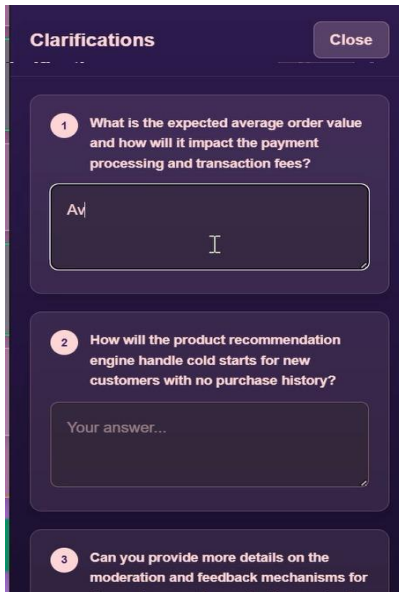 Clarifications
Close
1
What is the expected average order value
and how will it impact the payment
processing and transaction fees?
Av
2
How will the product recommendation
engine handle cold starts for new
customers with no purchase history?
Your answer...
3
Can you provide more details on the
moderation and feedback mechanisms for